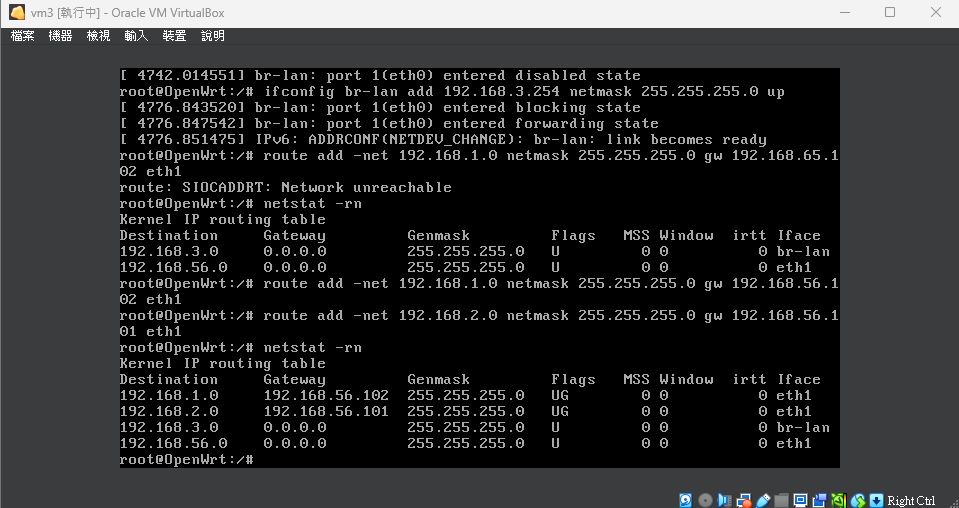 vm3 [執行中] - Oracle VM VirtualBox
檔案 機器 檢視 輸入 裝置 說明
[ 4742.014551] br-lan: port 1(eth0) entered disabled state
root@OpenWrt:/# ifconfig br-lan add 192.168.3.254 netmask 255.255.255.0 up
[ 4776.843520] br-lan: port 1(eth0) entered blocking state
[ 4776.847542] br-lan: port 1(eth0) entered forwarding state
[ 4776.851475] IPv6: ADDRCONF(NETDEV_CHANGE): br-lan: link becomes ready
root@OpenWrt:/# route add -net 192.168.1.0 netmask 255.255.255.0 gw 192.168.65.1
02 eth1
route: SIOCADDRT: Network unreachable
root@OpenWrt:/# netstat -rn
Kernel IP routing table
Destination     Gateway         Genmask         Flags   MSS Window  irtt Iface
192.168.3.0     0.0.0.0         255.255.255.0   U         0 0          0 br-lan
192.168.56.0    0.0.0.0         255.255.255.0   U         0 0          0 eth1
root@OpenWrt:/# route add -net 192.168.1.0 netmask 255.255.255.0 gw 192.168.56.1
02 eth1
root@OpenWrt:/# route add -net 192.168.2.0 netmask 255.255.255.0 gw 192.168.56.1
01 eth1
root@OpenWrt:/# netstat -rn
Kernel IP routing table
Destination     Gateway         Genmask         Flags   MSS Window  irtt Iface
192.168.1.0     192.168.56.102  255.255.255.0   UG        0 0          0 eth1
192.168.2.0     192.168.56.101  255.255.255.0   UG        0 0          0 eth1
192.168.3.0     0.0.0.0         255.255.255.0   U         0 0          0 br-lan
192.168.56.0    0.0.0.0         255.255.255.0   U         0 0          0 eth1
root@OpenWrt:/#
Right Ctrl